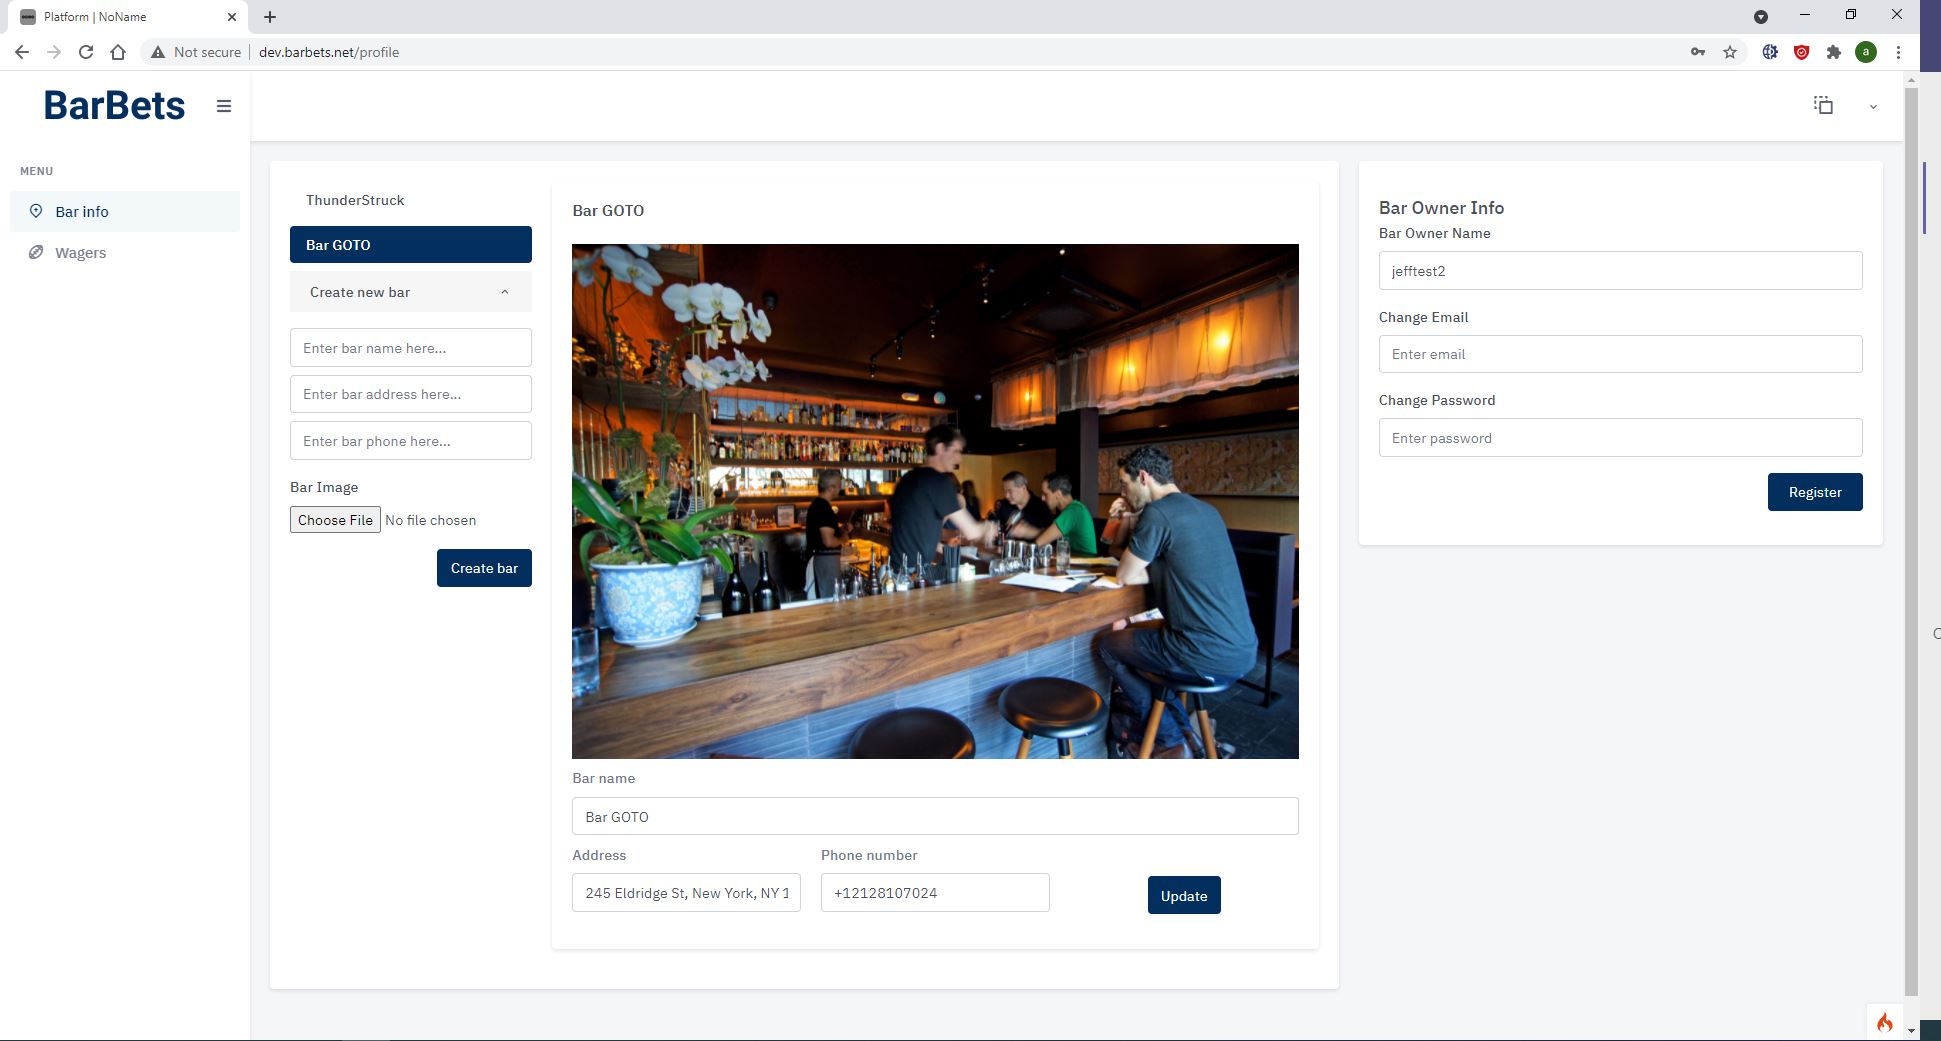 Platform | NoName
Not secure
dev.barbets.net/profile
a
BarBets
MENU
Bar info
Wagers
ThunderStruck
Bar GOTO
Create new bar
Enter bar name here...
Enter bar address here...
Enter bar phone here...
Bar Image
Choose File No file chosen
Create bar
Bar GOTO
Bar name
Bar GOTO
Address
Phone number
245 Eldridge St, New York, NY 1
+12128107024
Update
Bar Owner Info
Bar Owner Name
jefftest2
Change Email
Enter email
Change Password
Enter password
Register